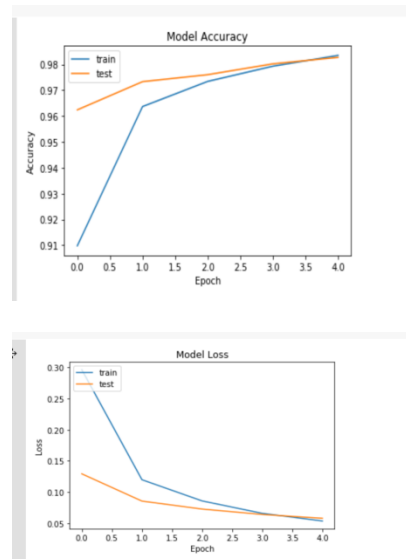 Model Accuracy
train
test
0.98
0.97
0.96
0.95
0.94
0.93
0.92
0.91
Accuracy
0.0 0.5 1.0 1.5 2.0 2.5 3.0 3.5 4.0
Epoch
Model Loss
train
test
0.30
0.25
0.20
0.15
0.10
0.05
Loss
0.0 0.5 1.0 1.5 2.0 2.5 3.0 3.5 4.0
Epoch